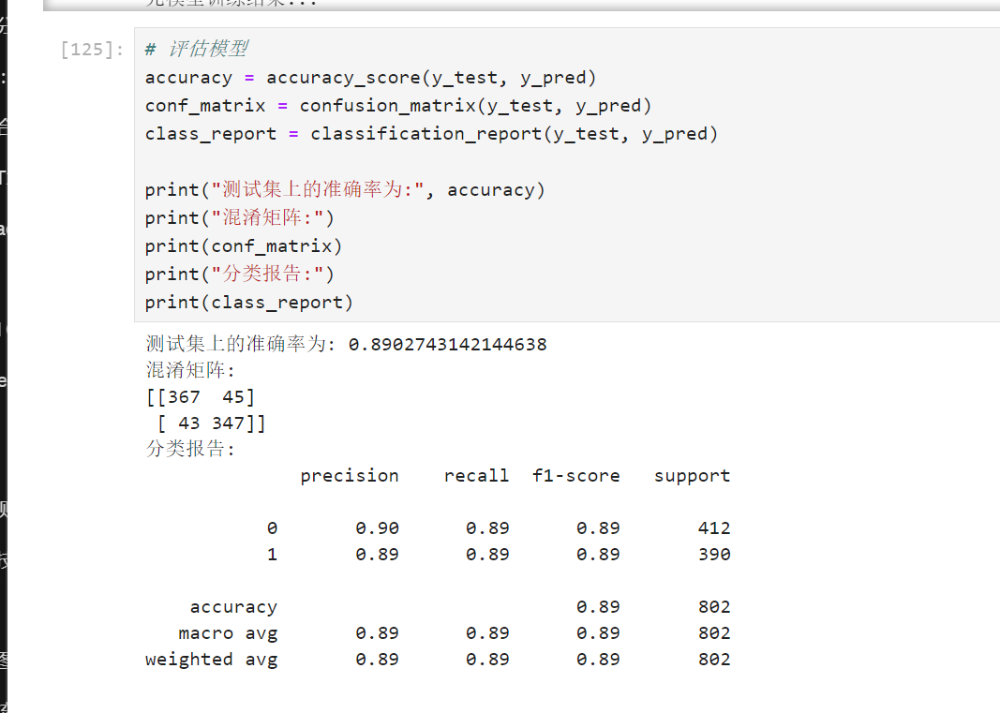 [125]:
# 评估模型
accuracy = accuracy_score(y_test, y_pred)
conf_matrix = confusion_matrix(y_test, y_pred)
class_report = classification_report(y_test, y_pred)
print("测试集上的准确率为:", accuracy)
print("混淆矩阵:")
print(conf_matrix)
print("分类报告:")
print(class_report)
测试集上的准确率为: 0.8902743142144638
混淆矩阵:
[[367  45]
 [ 43 347]]
分类报告:
              precision    recall  f1-score   support
           0       0.90      0.89      0.89       412
           1       0.89      0.89      0.89       390
    accuracy                           0.89       802
   macro avg       0.89      0.89      0.89       802
weighted avg       0.89      0.89      0.89       802